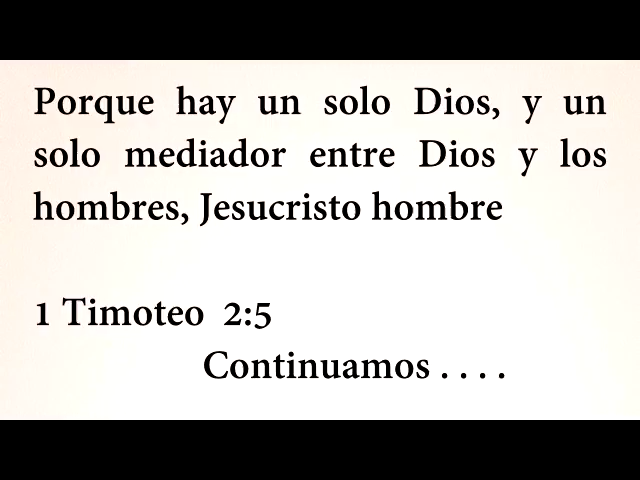 Porque hay un solo Dios, y un
solo mediador entre Dios y los
hombres, Jesucristo hombre
1 Timoteo 2:5
Continuamos . . . .